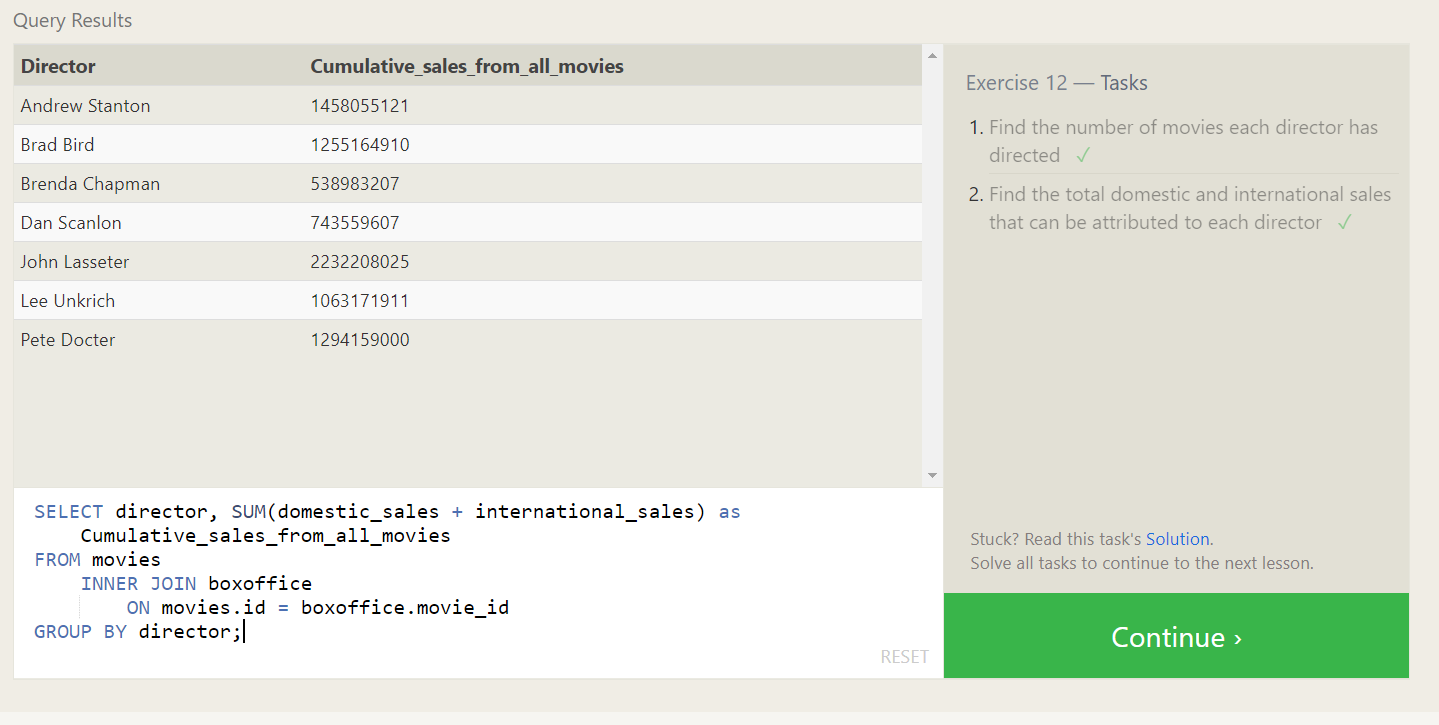 Query Results
Director Cumulative_sales_from_all_movies
Andrew Stanton 1458055121
Brad Bird 1255164910
Brenda Chapman 538983207
Dan Scanlon 743559607
John Lasseter 2232208025
Lee Unkrich 1063171911
Pete Docter 1294159000
SELECT director, SUM(domestic_sales + international_sales) as
Cumulative_sales_from_all_movies
FROM movies
INNER JOIN boxoffice
ON movies.id = boxoffice.movie_id
GROUP BY director;
RESET
Exercise 12 — Tasks
1. Find the number of movies each director has
directed ✓
2. Find the total domestic and international sales
that can be attributed to each director ✓
Stuck? Read this task's Solution.
Solve all tasks to continue to the next lesson.
Continue ›